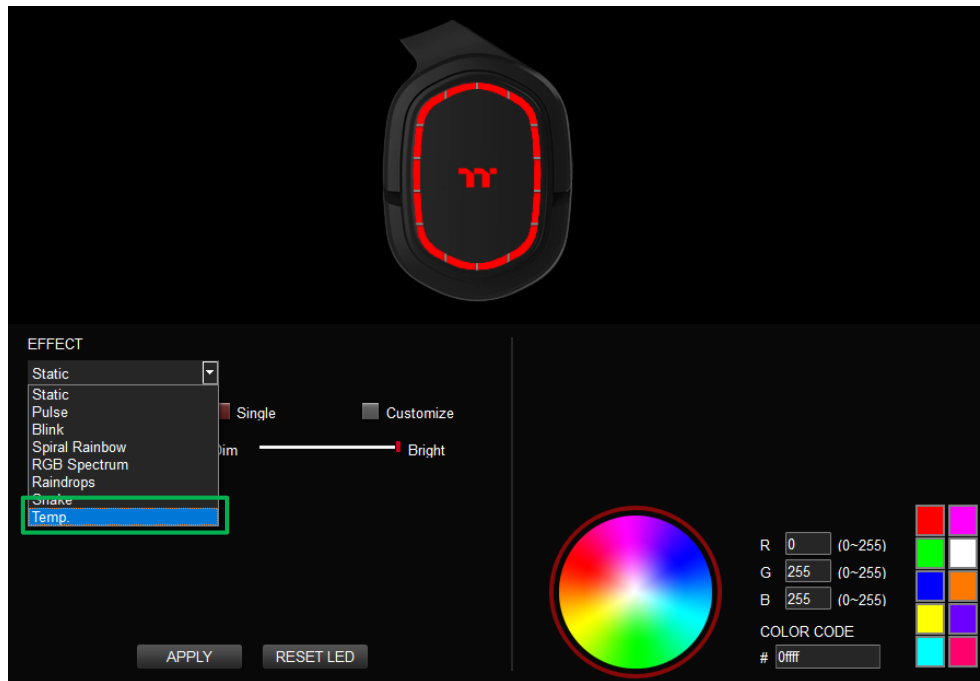 EFFECT
Static
Static
Pulse
Blink
Spiral Rainbow
RGB Spectrum
Raindrops
Snake
Temp.
Single
Customize
Bright
APPLY
RESET LED
R 0 (0~255)
G 255 (0~255)
B 255 (0~255)
COLOR CODE
# 0ffff